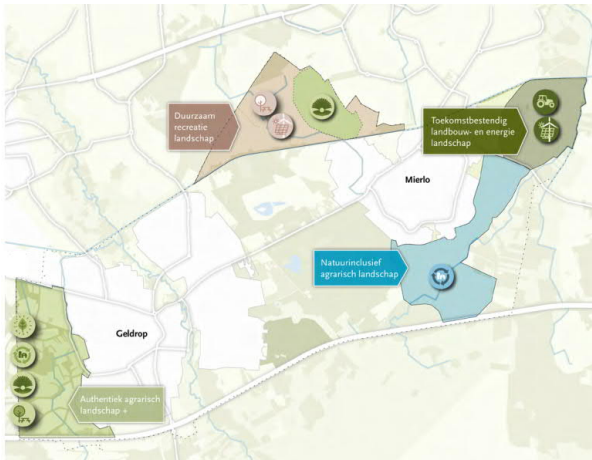 Duurzaam
recreatie
landschap
Toekomstbestendig
landbouw- en energie
landschap
Mierlo
Natuurinclusief
agrarisch landschap
Geldrop
Authentiek agrarisch
landschap +